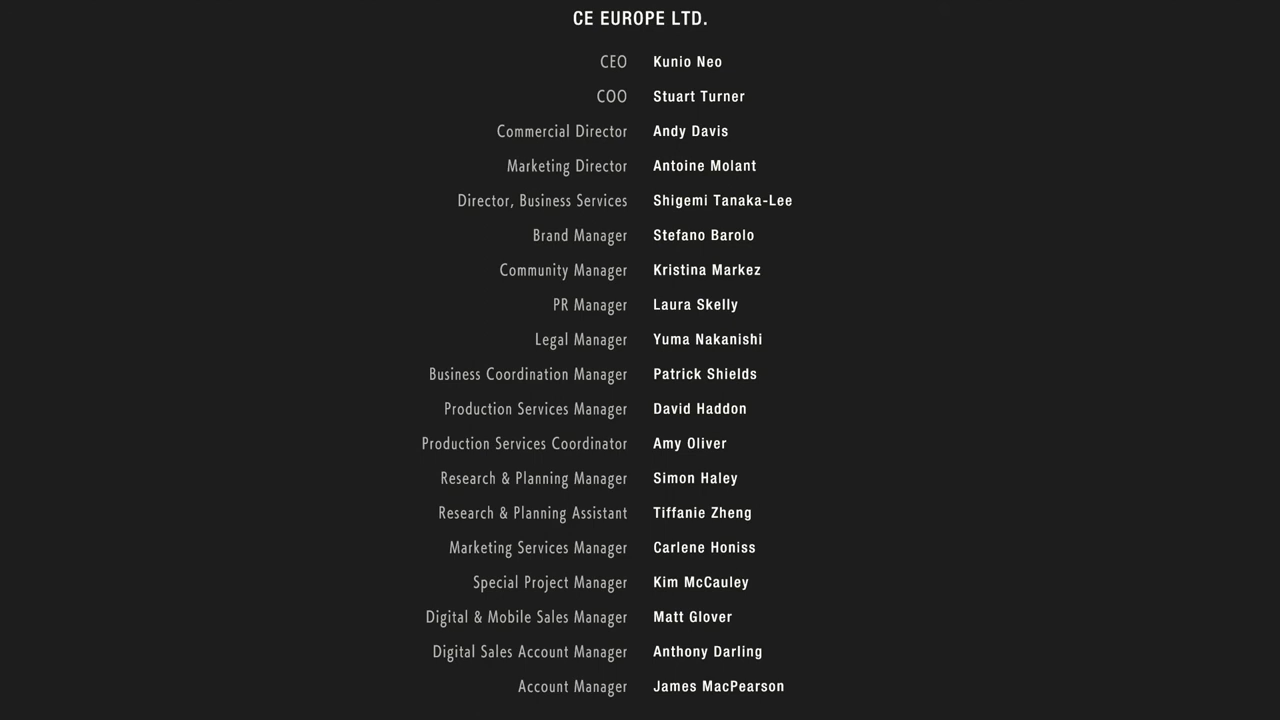 CE EUROPE LTD.
CEO Kunio Neo
COO Stuart Turner
Commercial Director Andy Davis
Marketing Director Antoine Molant
Director, Business Services Shigemi Tanaka-Lee
Brand Manager Stefano Barolo
Community Manager Kristina Markez
PR Manager Laura Skelly
Legal Manager Yuma Nakanishi
Business Coordination Manager Patrick Shields
Production Services Manager David Haddon
Production Services Coordinator Amy Oliver
Research & Planning Manager Simon Haley
Research & Planning Assistant Tiffanie Zheng
Marketing Services Manager Carlene Honiss
Special Project Manager Kim McCauley
Digital & Mobile Sales Manager Matt Glover
Digital Sales Account Manager Anthony Darling
Account Manager James MacPearson